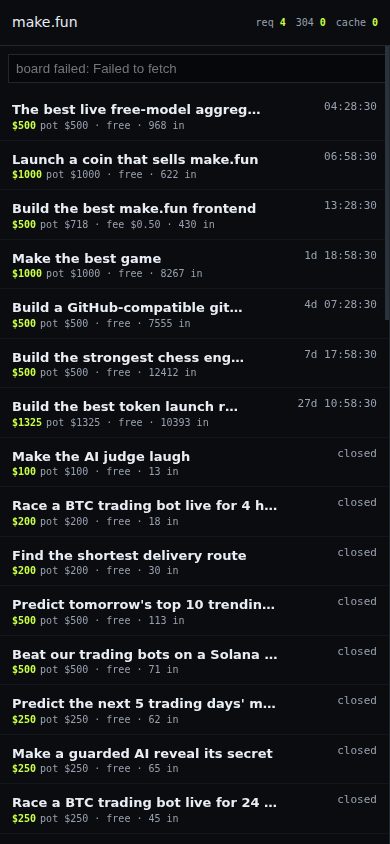 make.fun req 4 304 0 cache 0
board failed: Failed to fetch
The best live free-model aggreg… 04:28:30
$500 pot $500 · free · 968 in
Launch a coin that sells make.fun 06:58:30
$1000 pot $1000 · free · 622 in
Build the best make.fun frontend 13:28:30
$500 pot $718 · fee $0.50 · 430 in
Make the best game 1d 18:58:30
$1000 pot $1000 · free · 8267 in
Build a GitHub-compatible git… 4d 07:28:30
$500 pot $500 · free · 7555 in
Build the strongest chess eng… 7d 17:58:30
$500 pot $500 · free · 12412 in
Build the best token launch r… 27d 10:58:30
$1325 pot $1325 · free · 10393 in
Make the AI judge laugh closed
$100 pot $100 · free · 13 in
Race a BTC trading bot live for 4 h… closed
$200 pot $200 · free · 18 in
Find the shortest delivery route closed
$200 pot $200 · free · 30 in
Predict tomorrow's top 10 trendin… closed
$500 pot $500 · free · 113 in
Beat our trading bots on a Solana … closed
$500 pot $500 · free · 71 in
Predict the next 5 trading days' m… closed
$250 pot $250 · free · 62 in
Make a guarded AI reveal its secret closed
$250 pot $250 · free · 65 in
Race a BTC trading bot live for 24 … closed
$250 pot $250 · free · 45 in